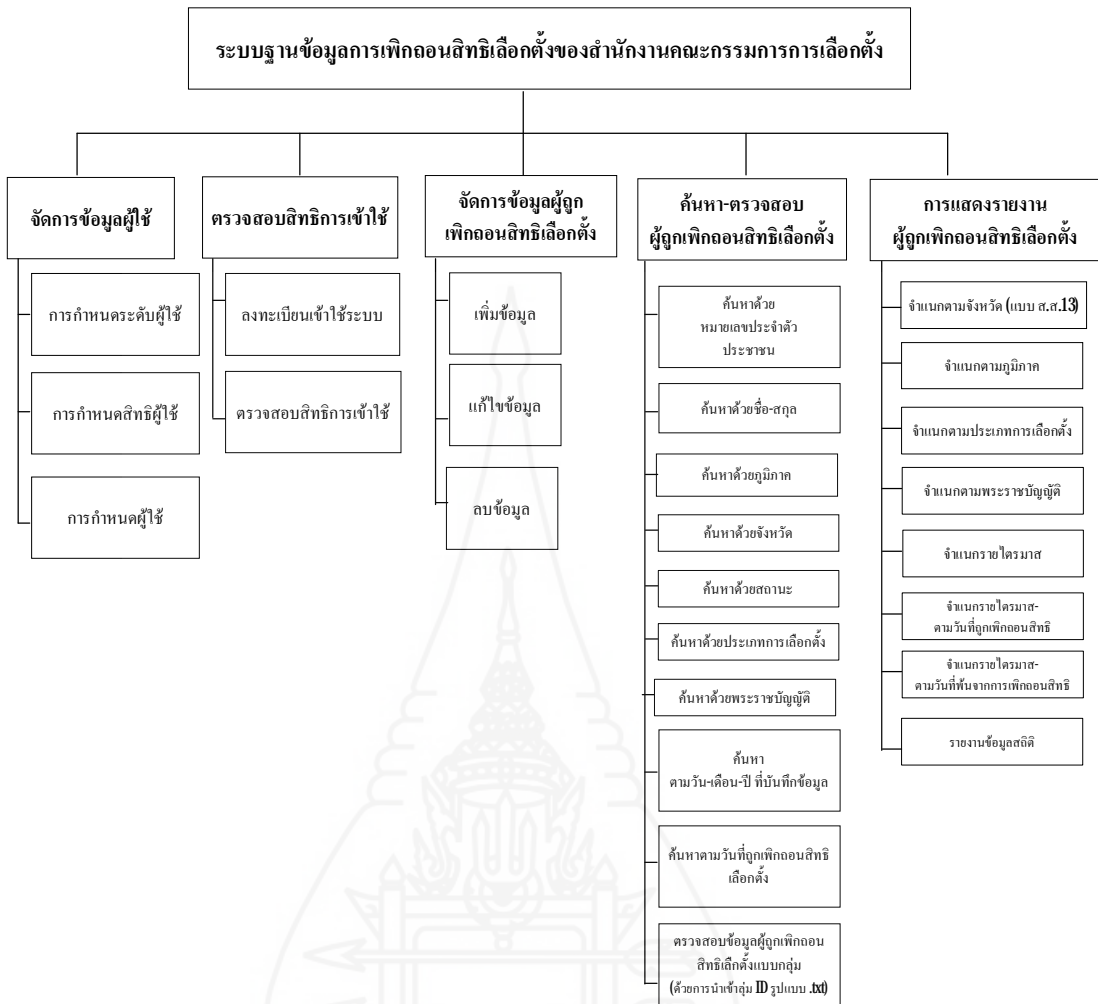 ระบบฐานข้อมูลการเพิกถอนสิทธิเลือกตั้งของสำนักงานคณะกรรมการการเลือกตั้ง
จัดการข้อมูลผู้ใช้
การกำหนดระดับผู้ใช้
การกำหนดสิทธิผู้ใช้
การกำหนดผู้ใช้
ตรวจสอบสิทธิการเข้าใช้
ลงทะเบียนเข้าใช้ระบบ
ตรวจสอบสิทธิการเข้าใช้
จัดการข้อมูลผู้ถูก
เพิกถอนสิทธิเลือกตั้ง
เพิ่มข้อมูล
แก้ไขข้อมูล
ลบข้อมูล
ค้นหา-ตรวจสอบ
ผู้ถูกเพิกถอนสิทธิเลือกตั้ง
ค้นหาด้วย
หมายเลขประจำตัว
ประชาชน
ค้นหาด้วยชื่อ-สกุล
ค้นหาด้วยภูมิภาค
ค้นหาด้วยจังหวัด
ค้นหาด้วยสถานะ
ค้นหาด้วยประเภทการเลือกตั้ง
ค้นหาด้วยพระราชบัญญัติ
ค้นหา
ตามวัน-เดือน-ปี ที่บันทึกข้อมูล
ค้นหาตามวันที่ถูกเพิกถอนสิทธิ
เลือกตั้ง
ตรวจสอบข้อมูลผู้ถูกเพิกถอน
สิทธิเลืกตั้งแบบกลุ่ม
(ด้วยการนำเข้าลุ่ม ID รูปแบบ .txt)
การแสดงรายงาน
ผู้ถูกเพิกถอนสิทธิเลือกตั้ง
จำแนกตามจังหวัด (แบบ ส.ส.13)
จำแนกตามภูมิภาค
จำแนกตามประเภทการเลือกตั้ง
จำแนกตามพระราชบัญญัติ
จำแนกรายไตรมาส
จำแนกรายไตรมาส-
ตามวันที่ถูกเพิกถอนสิทธิ
จำแนกรายไตรมาส-
ตามวันที่พ้นจากการเพิกถอนสิทธิ
รายงานข้อมูลสถิติ